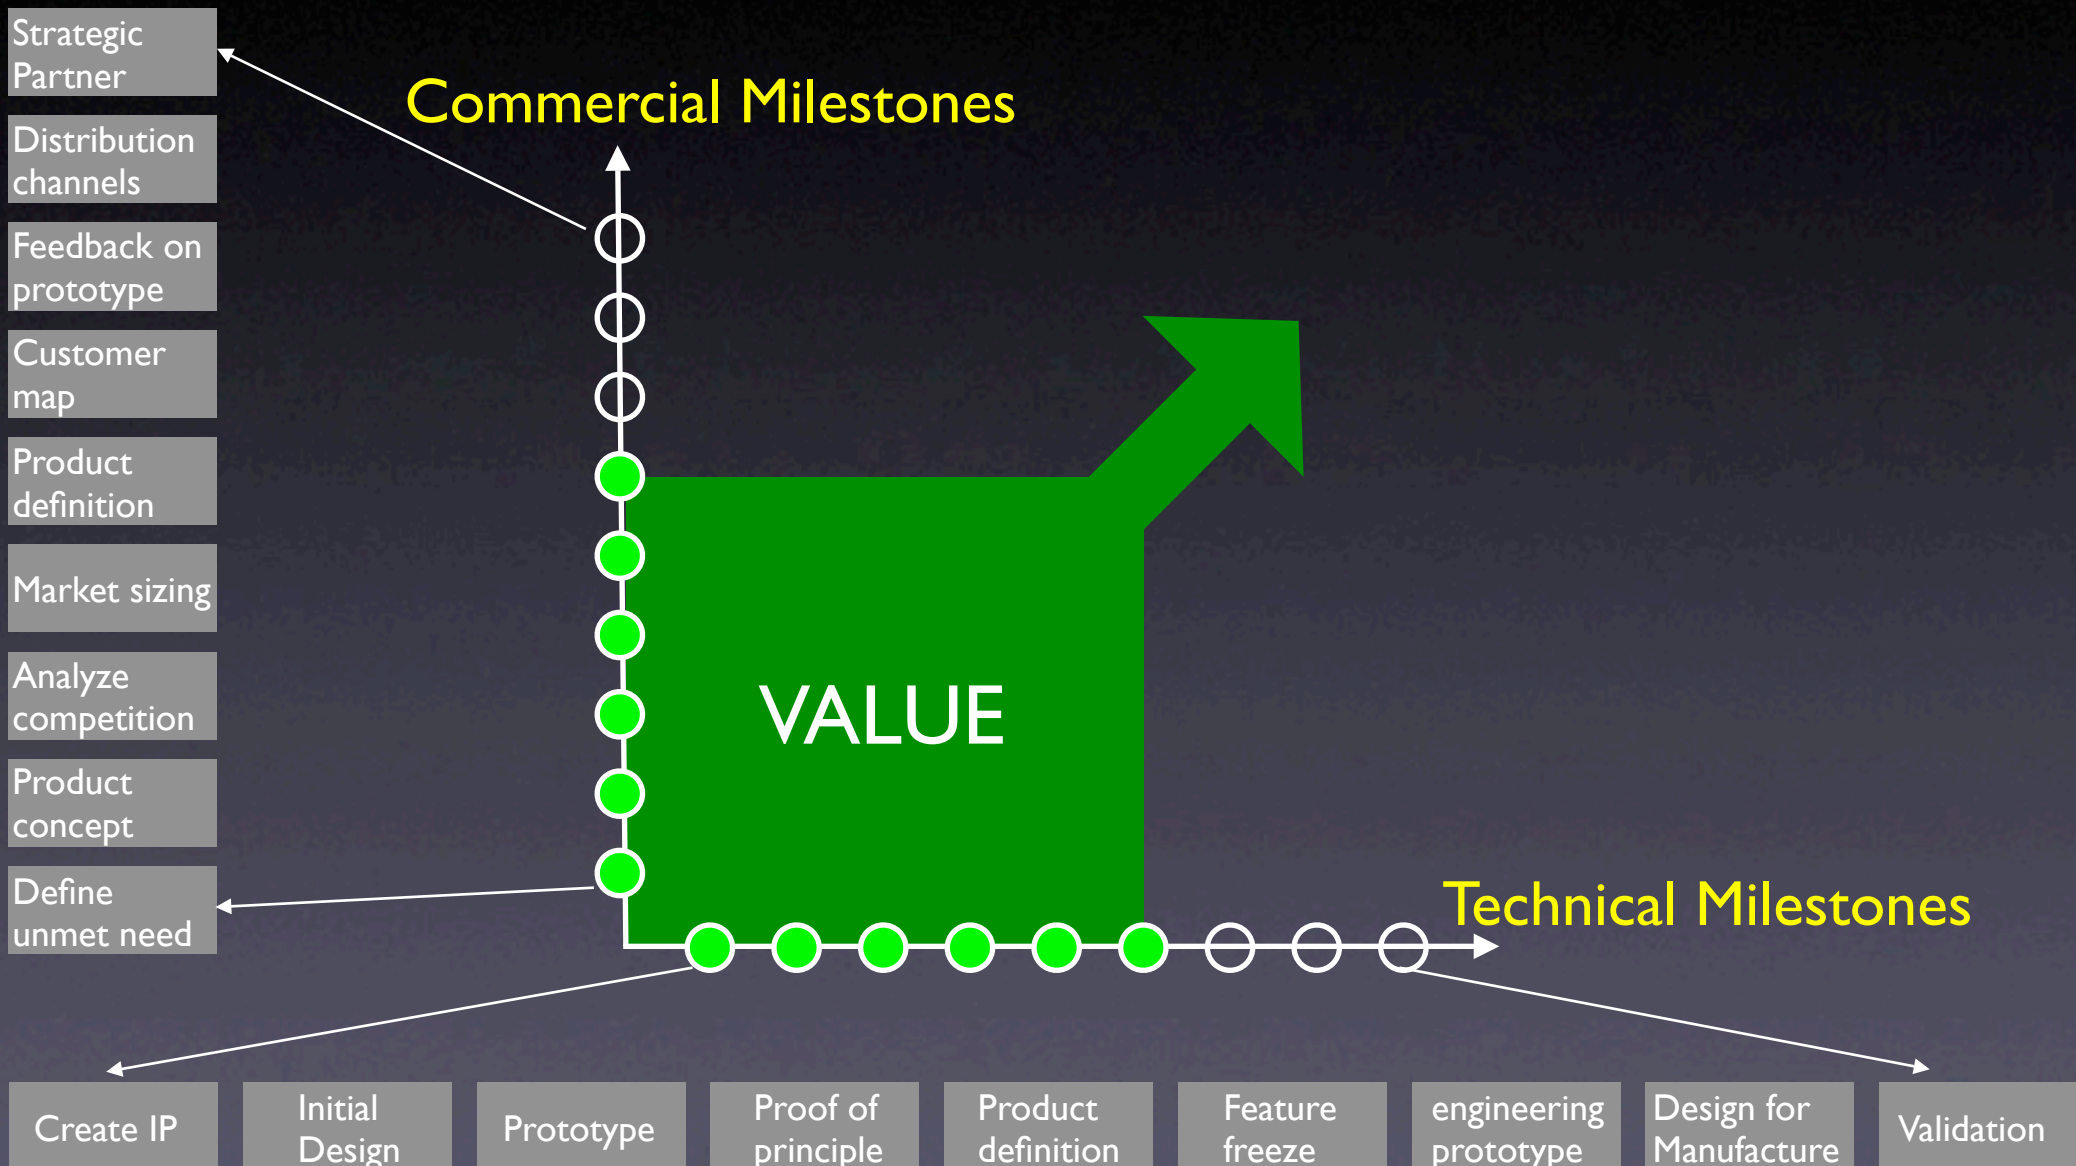 Strategic
Partner
Commercial Milestones
Distribution
channels
Feedback on
prototype
Customer
map
Product
definition
Market sizing
Analyze
competition
VALUE
Product
concept
Define
unmet need
Technical Milestones
Create IP
Initial
Design
Prototype
Proof of
principle
Product
definition
Feature
freeze
engineering
prototype
Design for
Manufacture
Validation